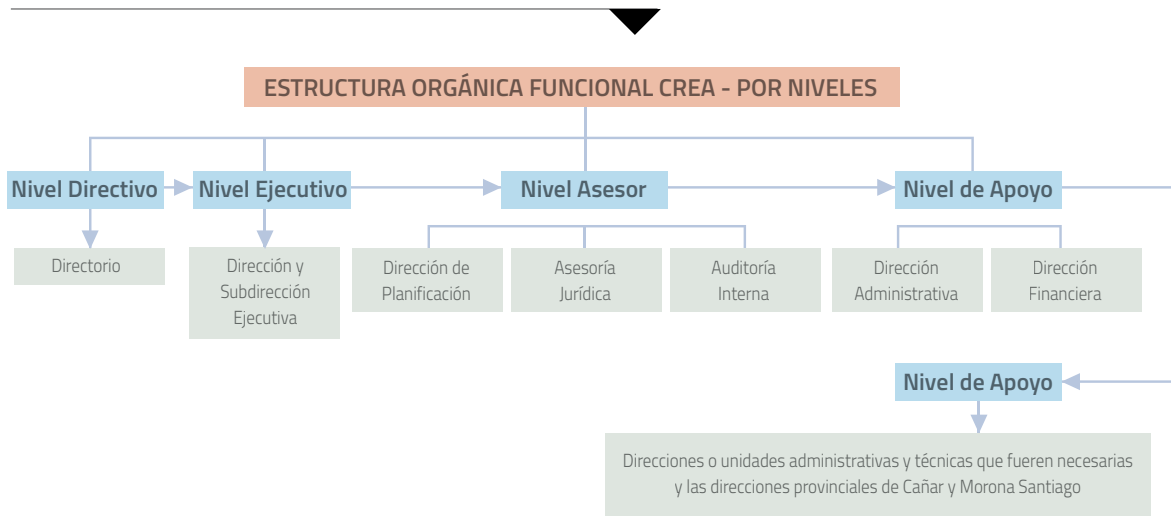 ESTRUCTURA ORGÁNICA FUNCIONAL CREA - POR NIVELES
Nivel Directivo
Nivel Ejecutivo
Nivel Asesor
Nivel de Apoyo
Directorio
Dirección y
Subdirección
Ejecutiva
Dirección de
Planificación
Asesoría
Jurídica
Auditoría
Interna
Dirección
Administrativa
Dirección
Financiera
Nivel de Apoyo
Direcciones o unidades administrativas y técnicas que fueren necesarias
y las direcciones provinciales de Cañar y Morona Santiago